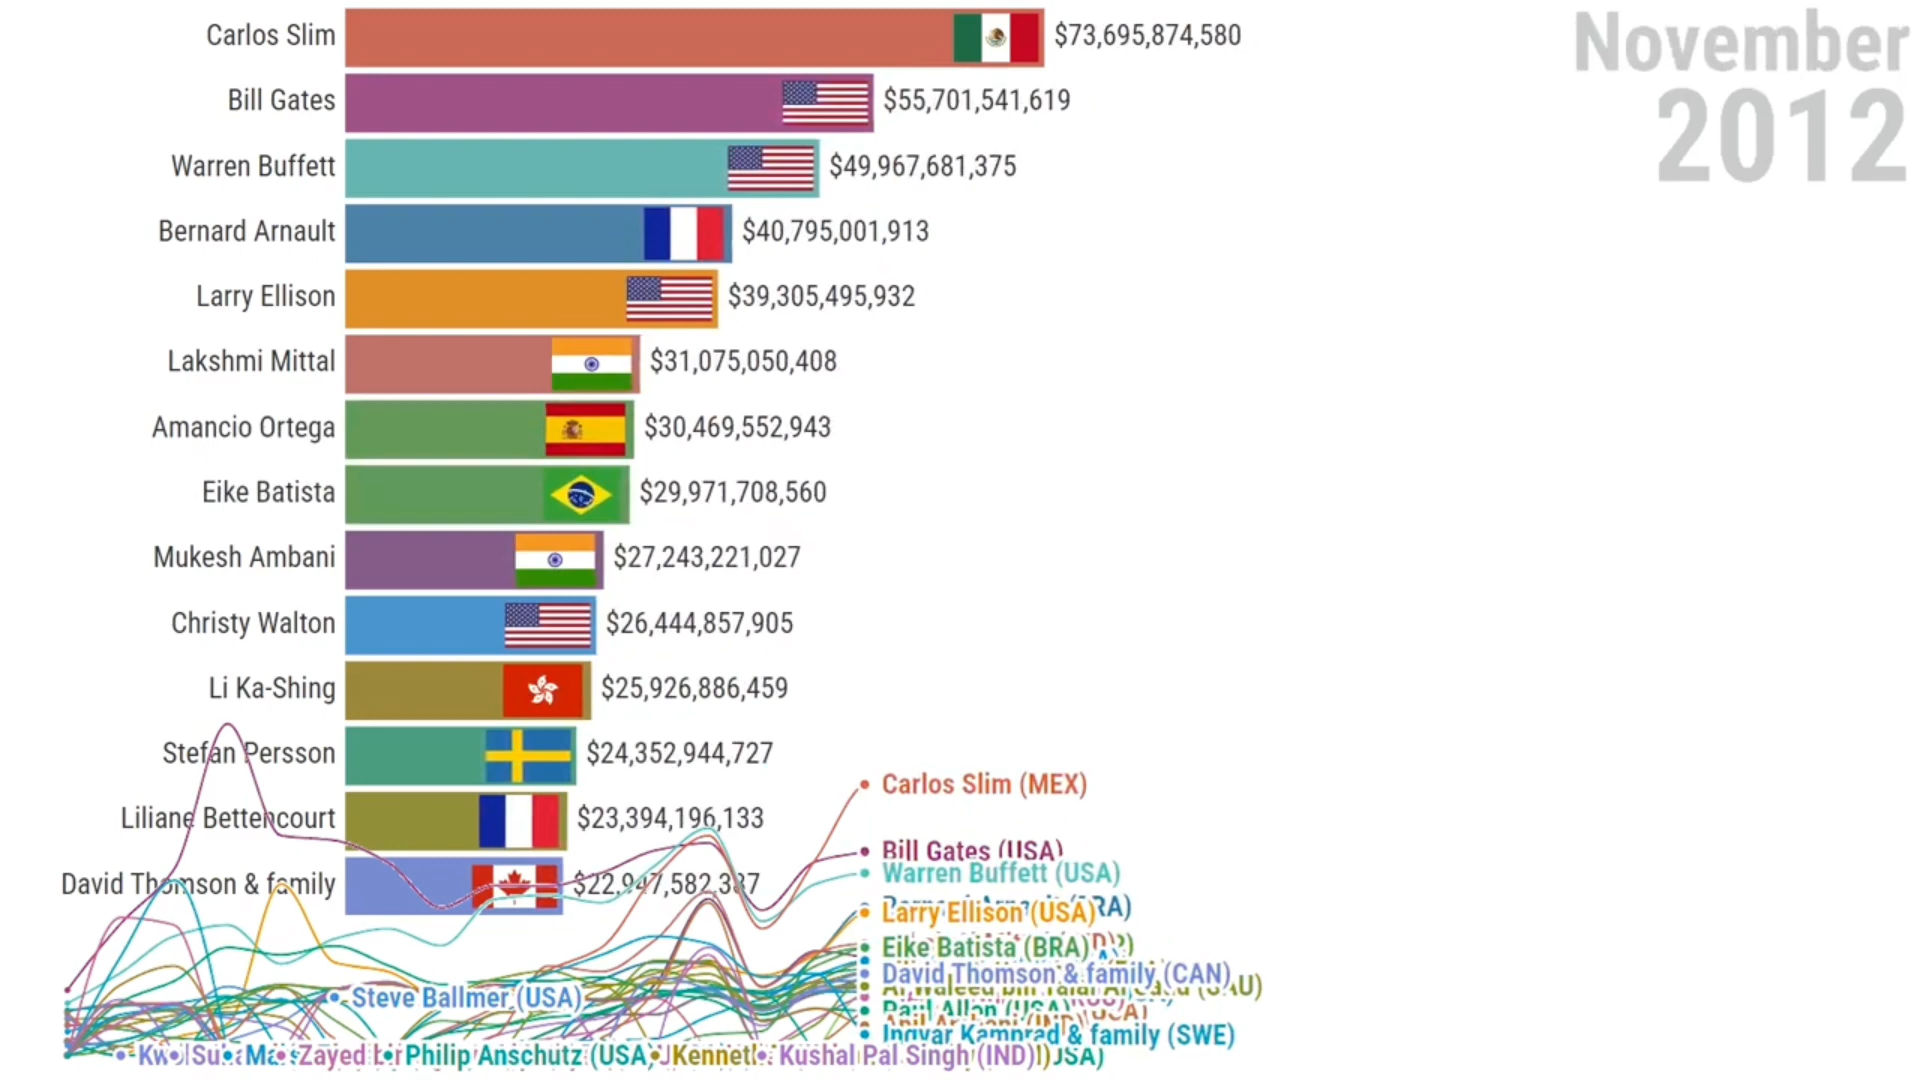 November
2012
Carlos Slim $73,695,874,580
Bill Gates $55,701,541,619
Warren Buffett $49,967,681,375
Bernard Arnault $40,795,001,913
Larry Ellison $39,305,495,932
Lakshmi Mittal $31,075,050,408
Amancio Ortega $30,469,552,943
Eike Batista $29,971,708,560
Mukesh Ambani $27,243,221,027
Christy Walton $26,444,857,905
Li Ka-Shing $25,926,886,459
Stefan Persson $24,352,944,727
Liliane Bettencourt $23,394,196,133
David Thomson & family $22,947,582,387
Carlos Slim (MEX)
Bill Gates (USA)
Warren Buffett (USA)
Larry Ellison (USA)
Eike Batista (BRA)
David Thomson & family (CAN)
Steve Ballmer (USA)
Paul Allen (USA)
Ingvar Kamprad & family (SWE)
Philip Anschutz (USA)
Kushal Pal Singh (IND)